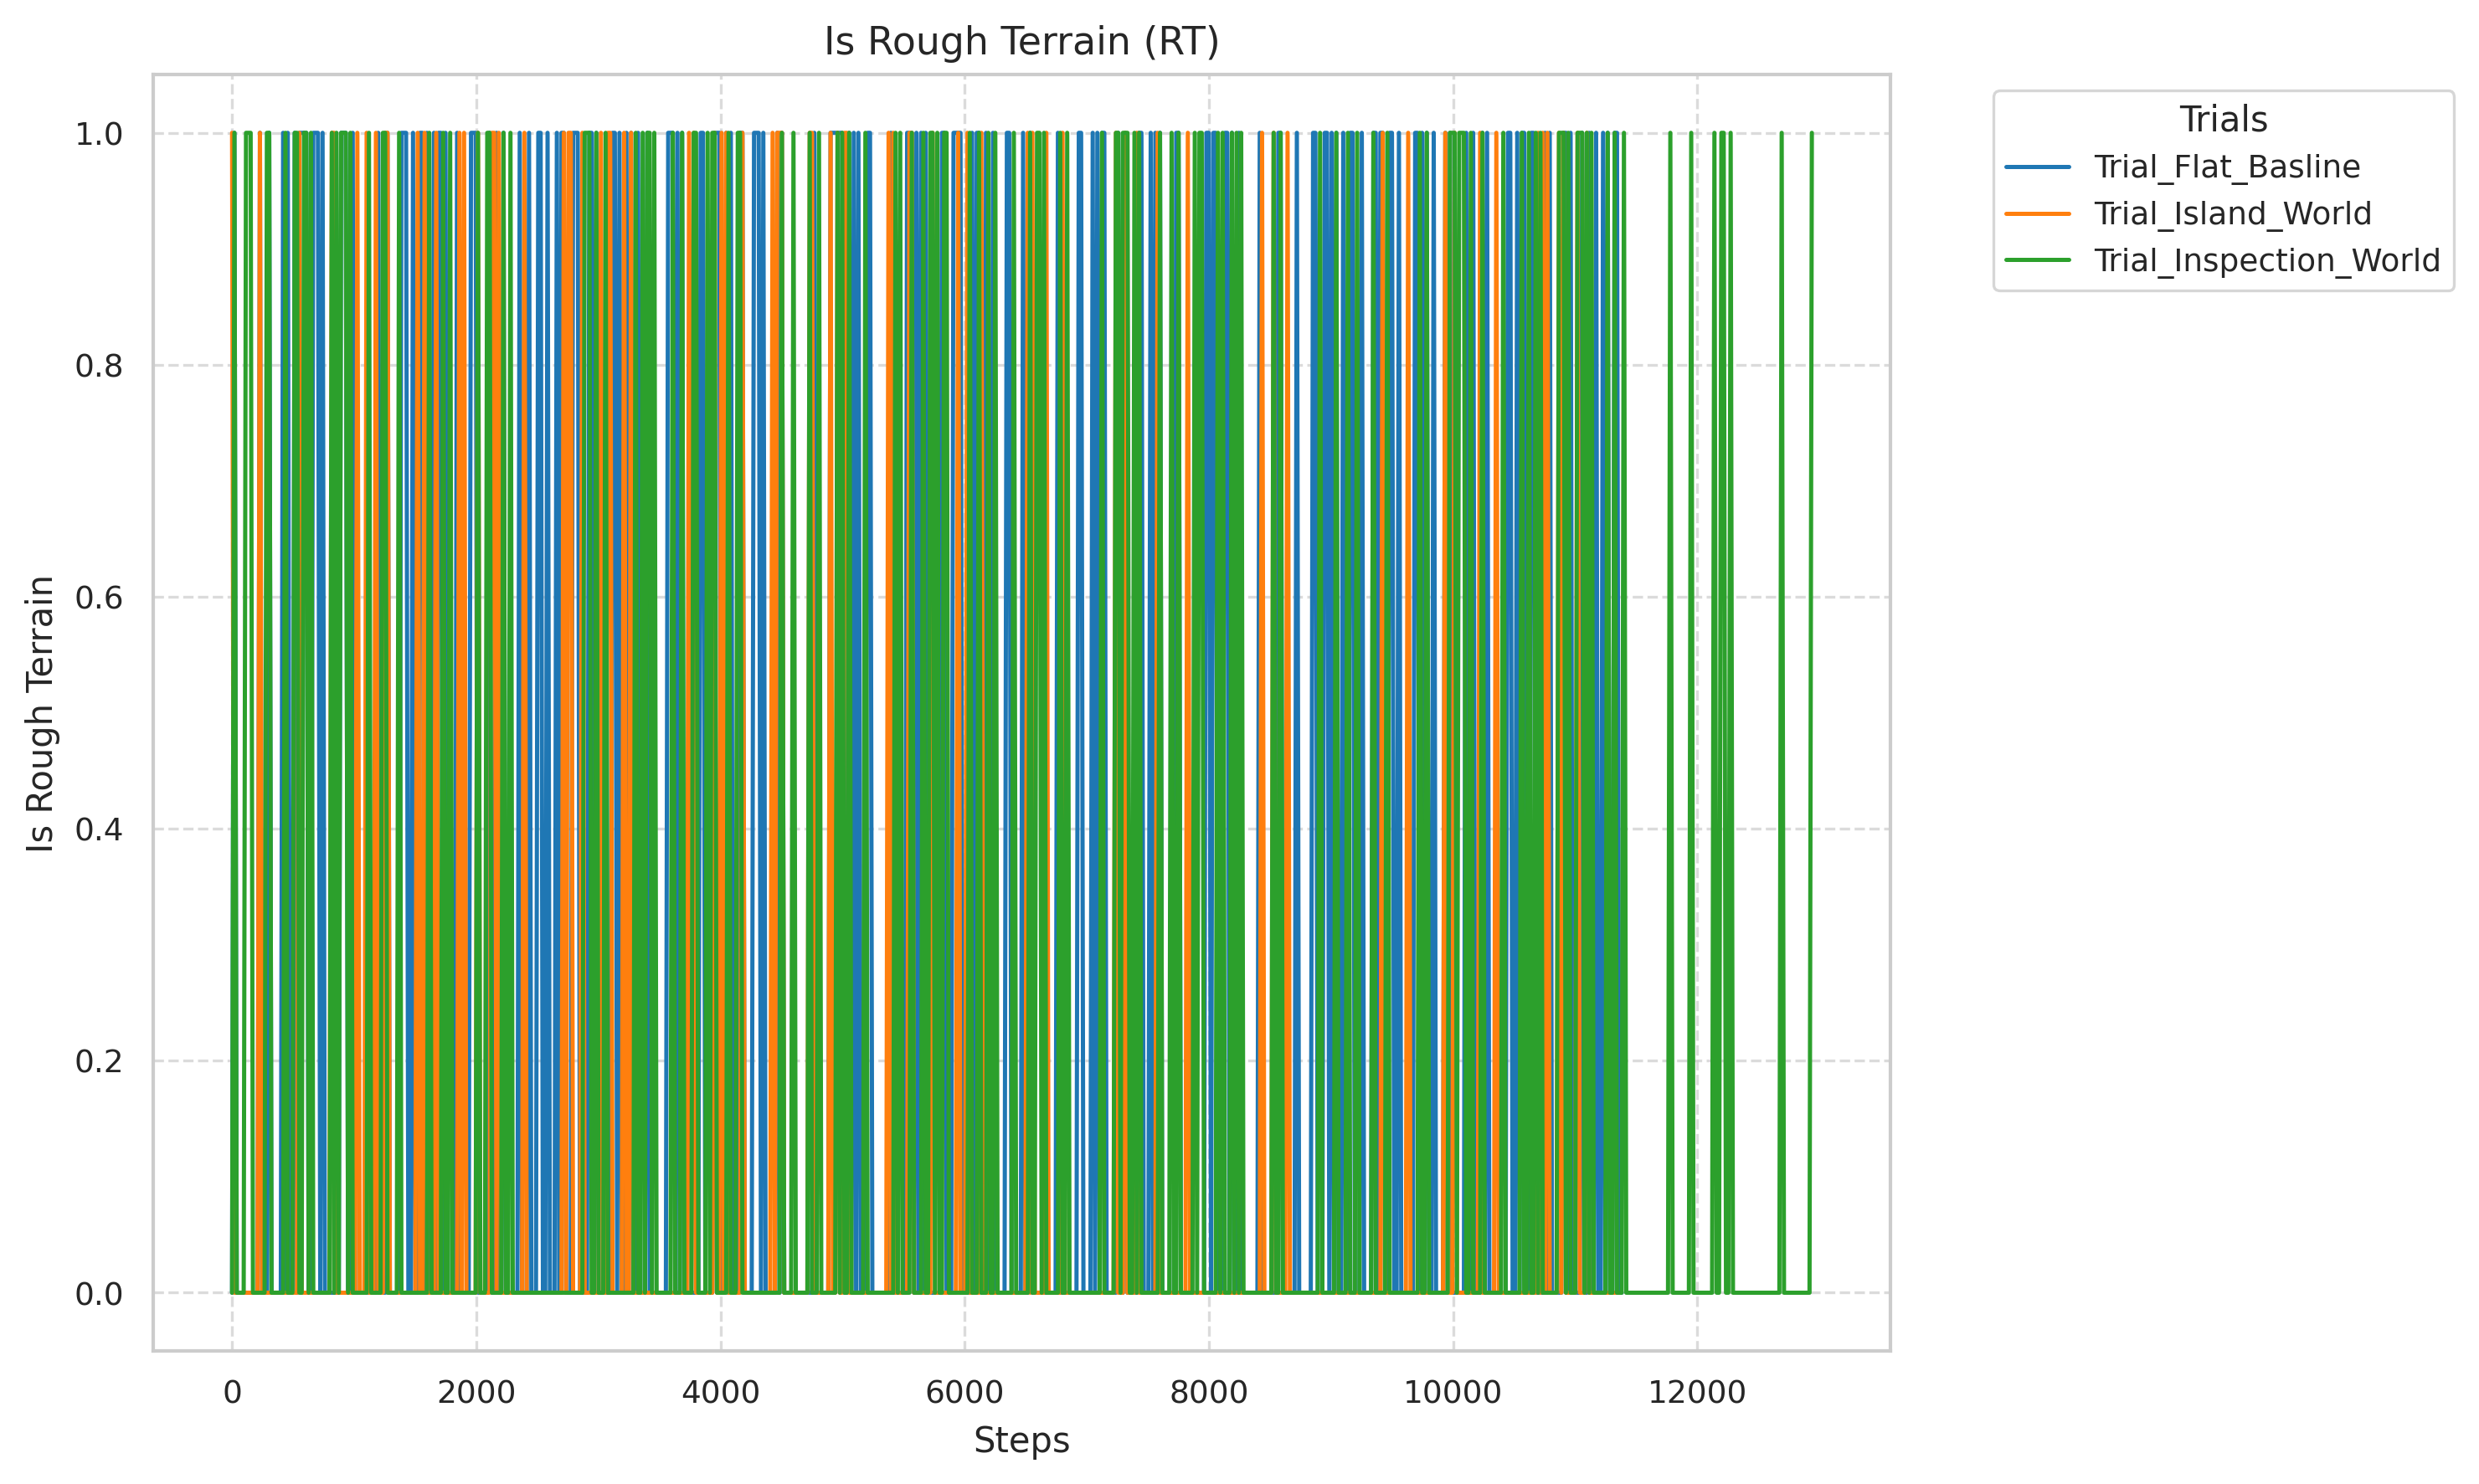 Is Rough Terrain (RT)
Trials
Trial_Flat_Basline
Trial_Island_World
Trial_Inspection_World
Is Rough Terrain
1.0
0.8
0.6
0.4
0.2
0.0
0 2000 4000 6000 8000 10000 12000
Steps